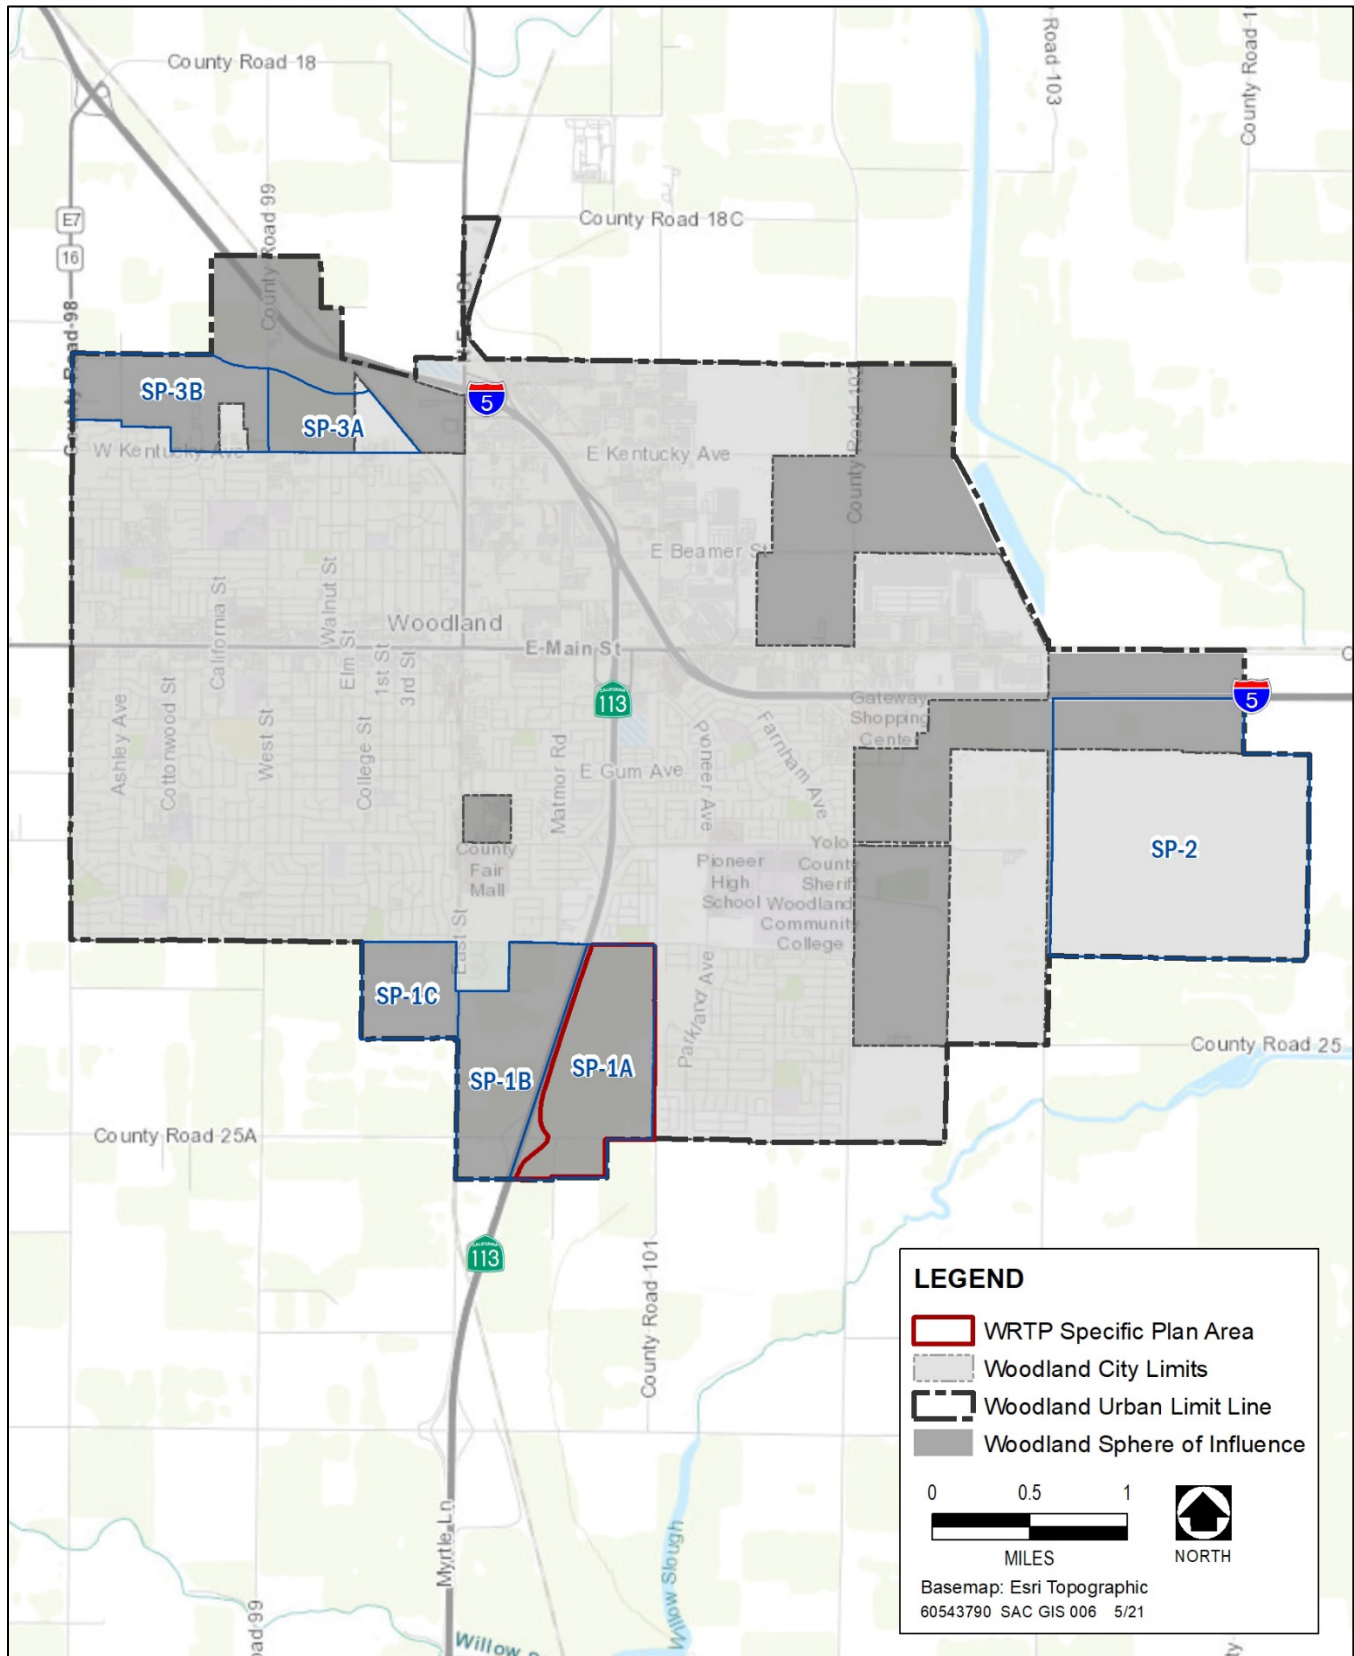 County Road 18
Road 103
County Road 18C
County Road 99
E7
16
N East St
County Road 98
5
SP-3B
SP-3A
W Kentucky Ave
E Kentucky Ave
County Road 102
E Beamer St
Walnut St
California St
Woodland
Elm St
1st St
3rd St
E Main St
113
5
Gateway
Shopping
Center
Ashley Ave
Cottonwood St
West St
College St
Matmor Rd
Pioneer Ave
Farnham Ave
E Gum Ave
SP-2
County
Fair
Mall
Pioneer
High
School
Yolo
County
Sheriff
Woodland
Community
College
East St
Parkland Ave
SP-1C
SP-1B
SP-1A
County Road 25
County Road 25A
113
County Road 101
Myrtle Ln
Willow Slough
LEGEND
WRTP Specific Plan Area
Woodland City Limits
Woodland Urban Limit Line
Woodland Sphere of Influence
0 0.5 1
MILES
NORTH
Basemap: Esri Topographic
60543790 SAC GIS 006 5/21
oad 99
Willow